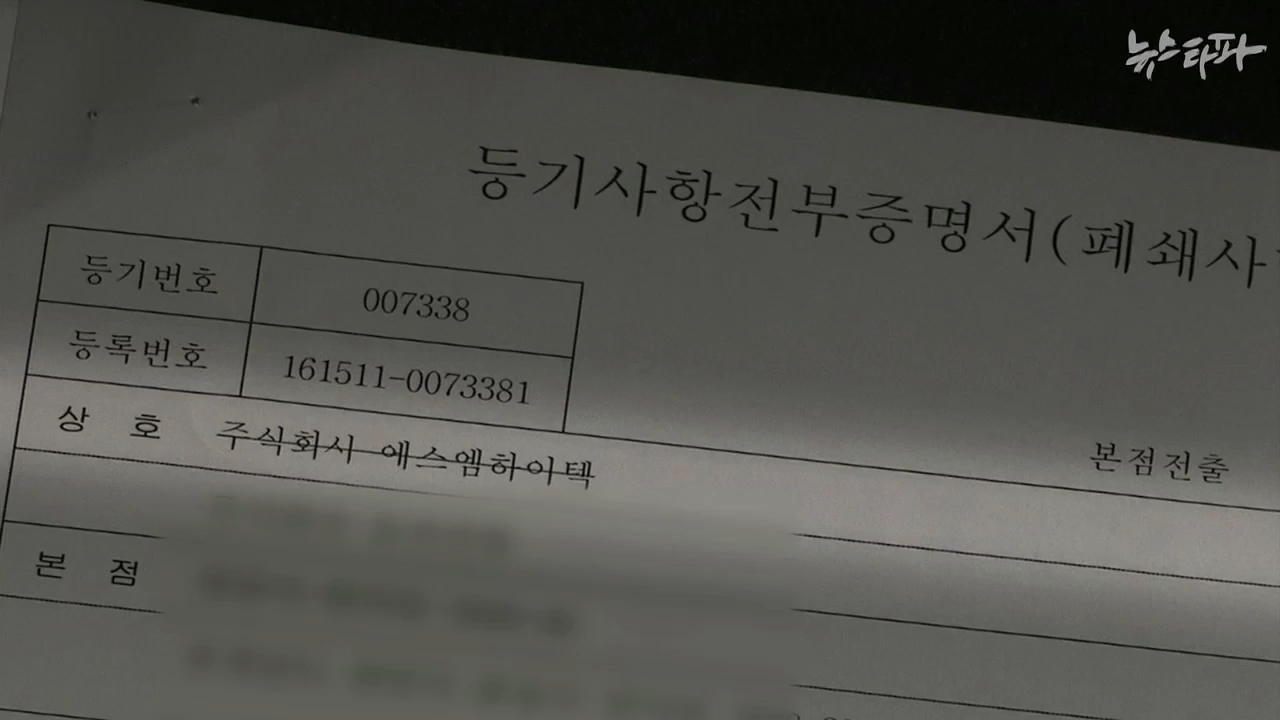 뉴스타파
등기사항전부증명서(폐쇄사
등기번호 007338
등록번호 161511-0073381
상 호 주식회사 에스엠하이텍
본점전출
본 점